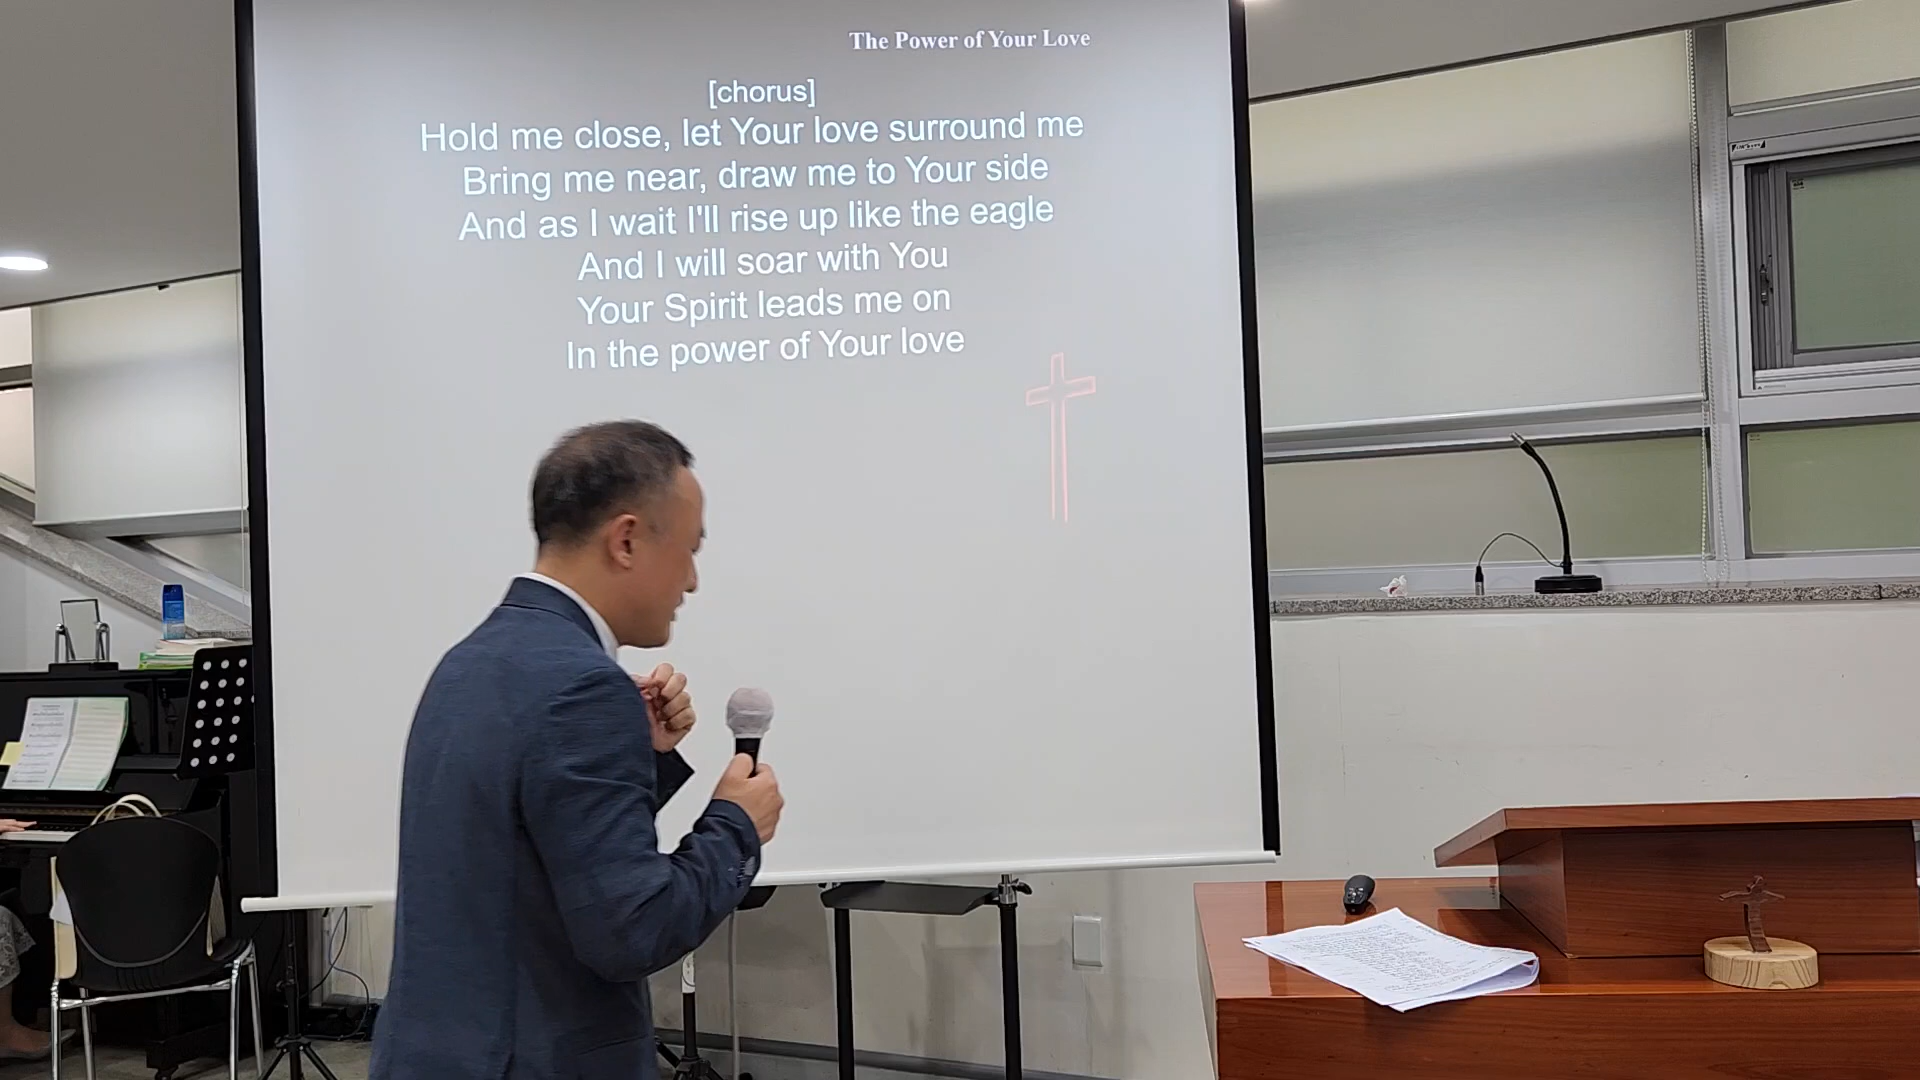 The Power of Your Love
[chorus]
Hold me close, let Your love surround me
Bring me near, draw me to Your side
And as I wait I'll rise up like the eagle
And I will soar with You
Your Spirit leads me on
In the power of Your love